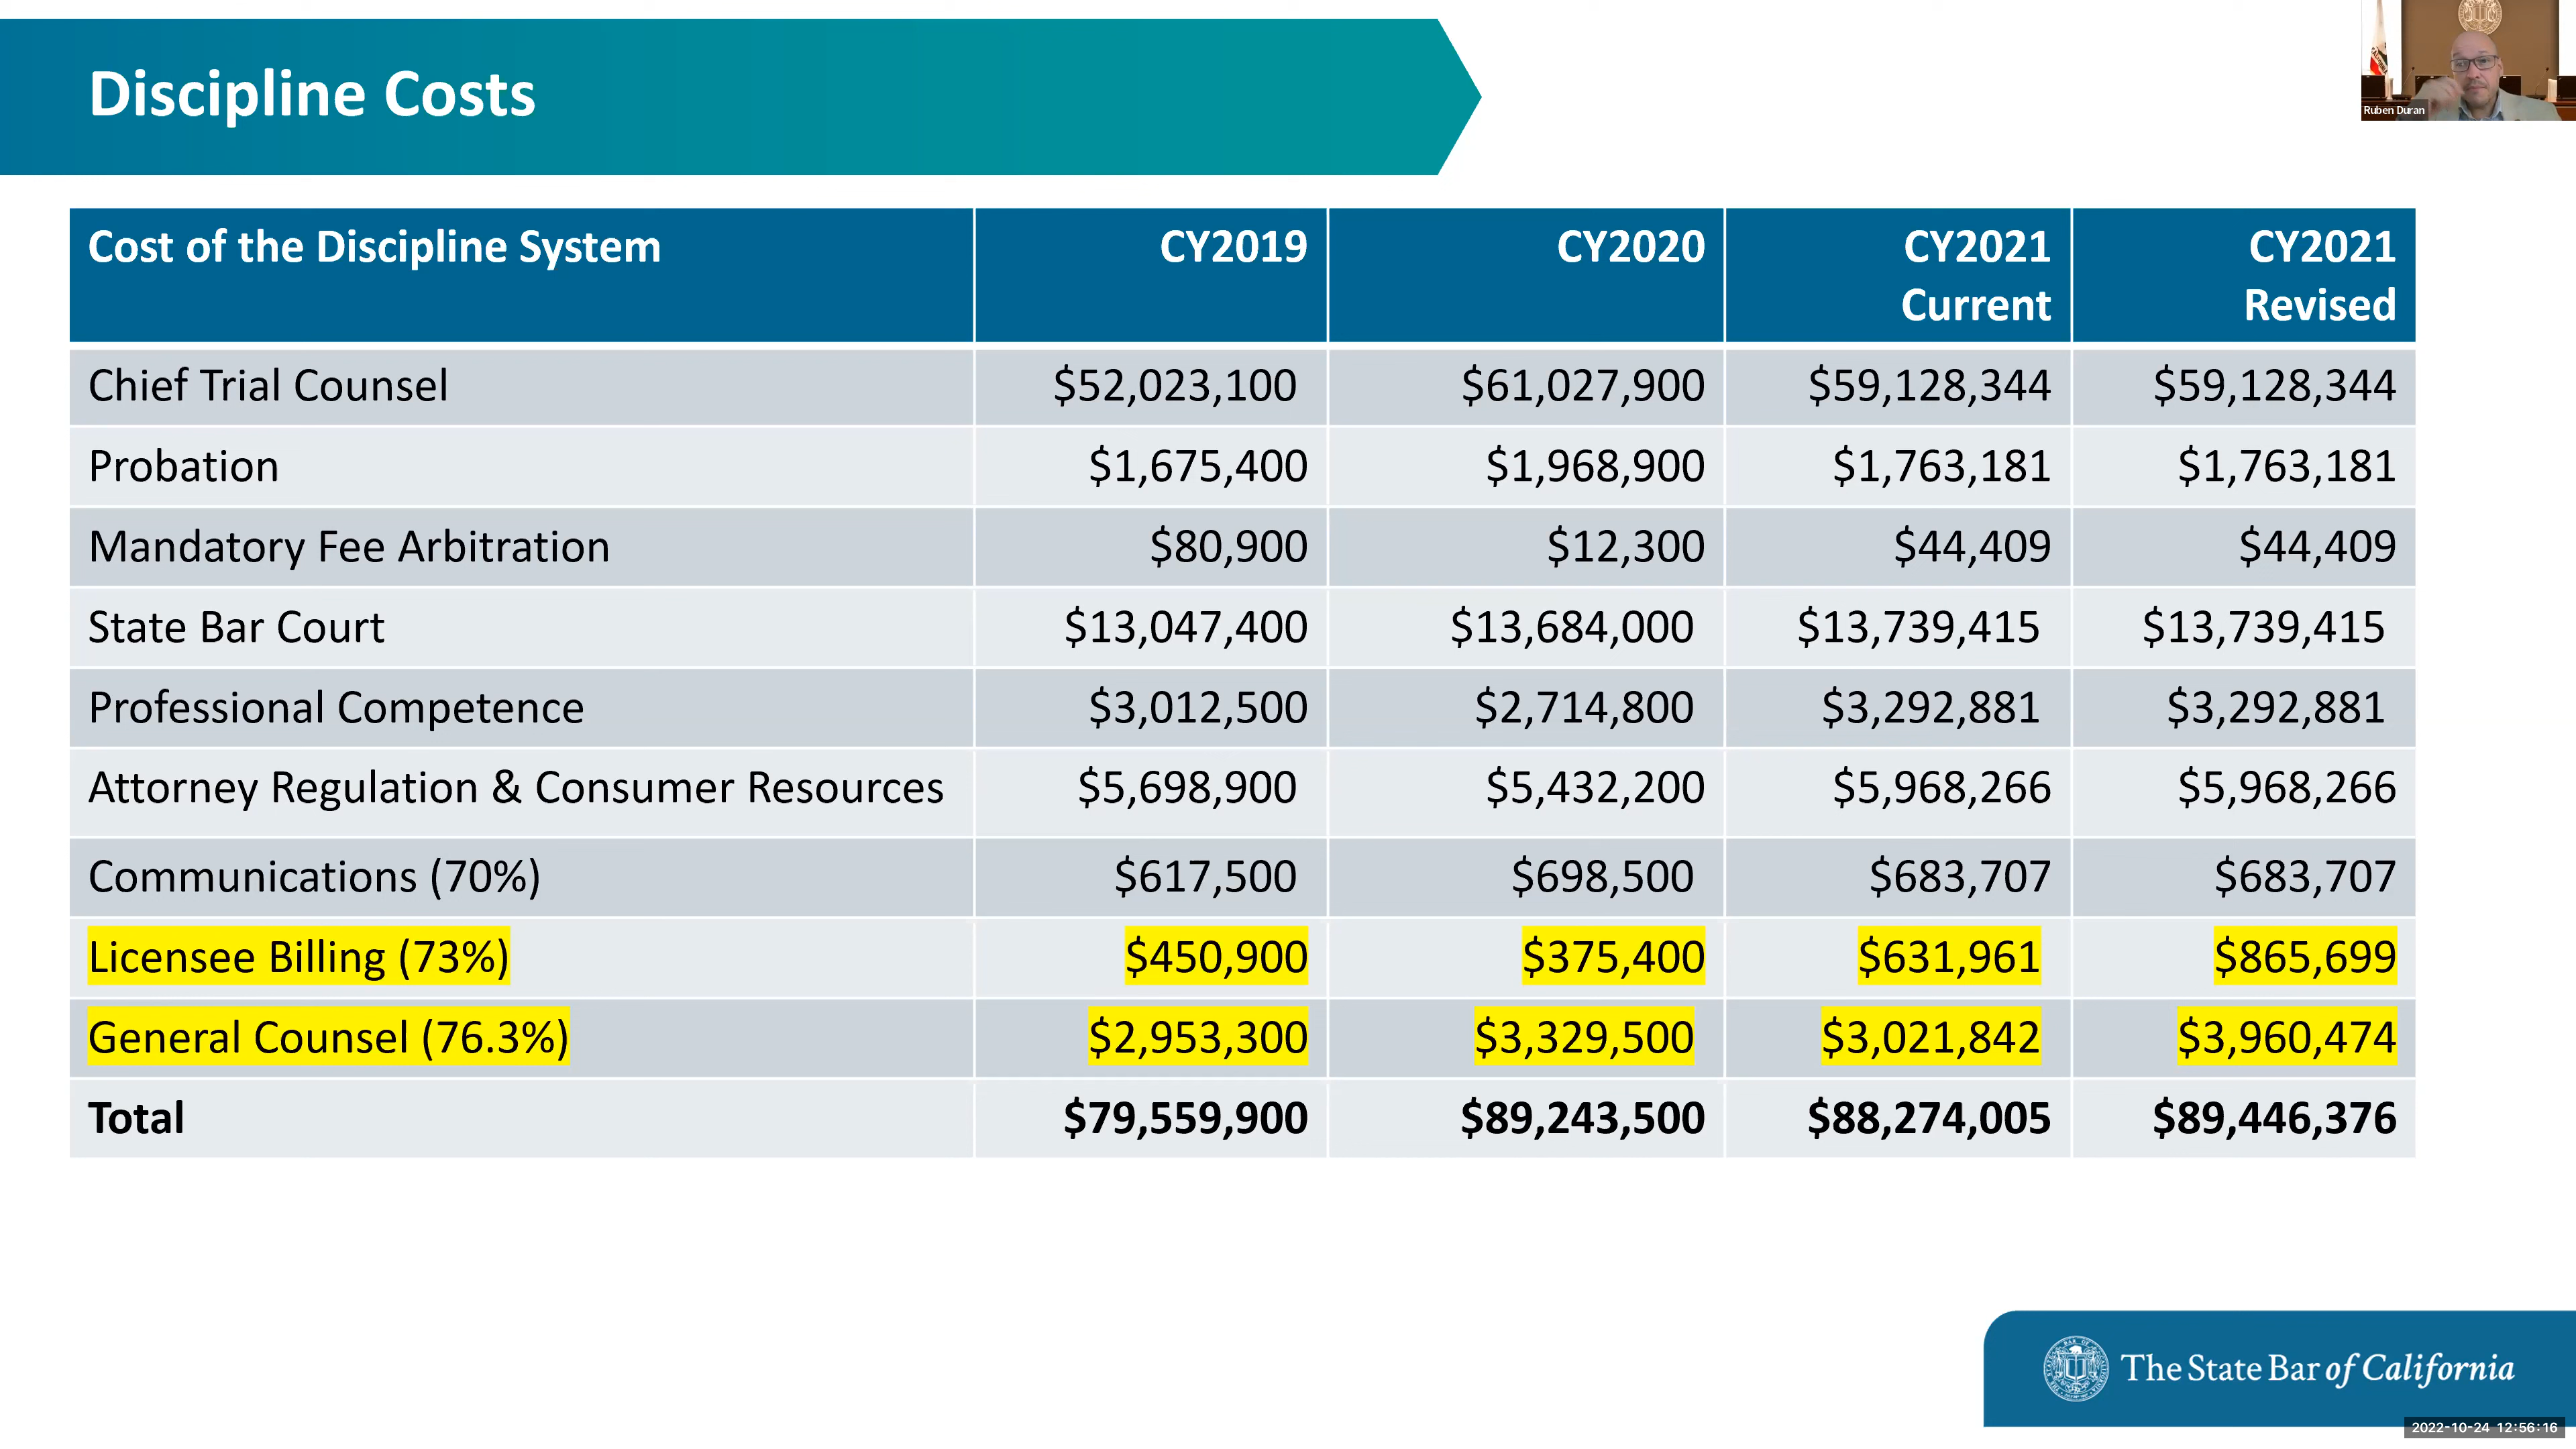 Discipline Costs
Ruben Duran
Cost of the Discipline System CY2019 CY2020 CY2021 Current CY2021 Revised
Chief Trial Counsel $52,023,100 $61,027,900 $59,128,344 $59,128,344
Probation $1,675,400 $1,968,900 $1,763,181 $1,763,181
Mandatory Fee Arbitration $80,900 $12,300 $44,409 $44,409
State Bar Court $13,047,400 $13,684,000 $13,739,415 $13,739,415
Professional Competence $3,012,500 $2,714,800 $3,292,881 $3,292,881
Attorney Regulation & Consumer Resources $5,698,900 $5,432,200 $5,968,266 $5,968,266
Communications (70%) $617,500 $698,500 $683,707 $683,707
Licensee Billing (73%) $450,900 $375,400 $631,961 $865,699
General Counsel (76.3%) $2,953,300 $3,329,500 $3,021,842 $3,960,474
Total $79,559,900 $89,243,500 $88,274,005 $89,446,376
The State Bar of California
2022-10-24 12:56:16